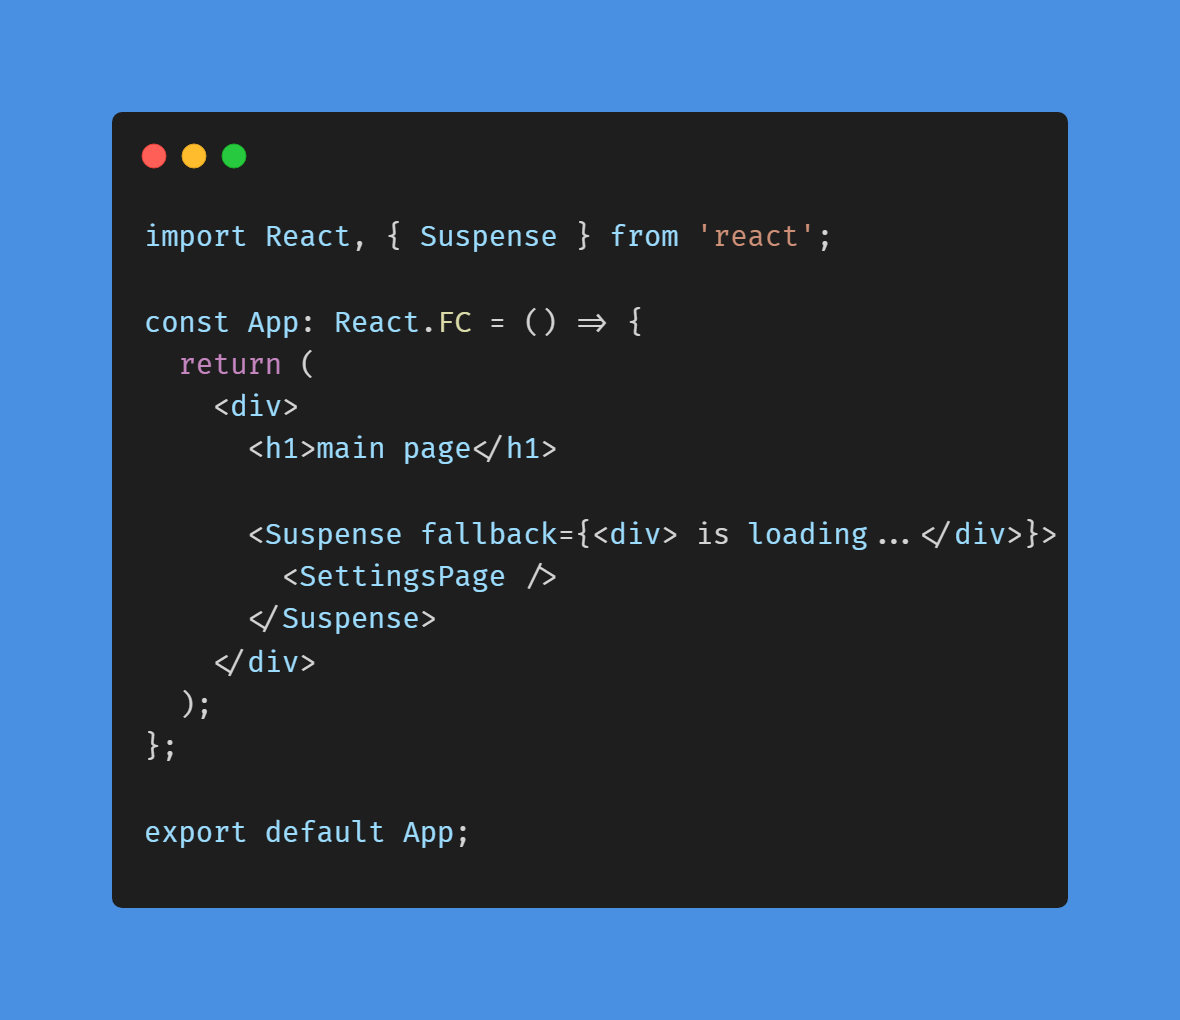 import React, { Suspense } from 'react';
const App: React.FC = () => {
return (
<div>
<h1>main page</h1>
<Suspense fallback={<div> is loading...</div>}>
<SettingsPage />
</Suspense>
</div>
);
};
export default App;